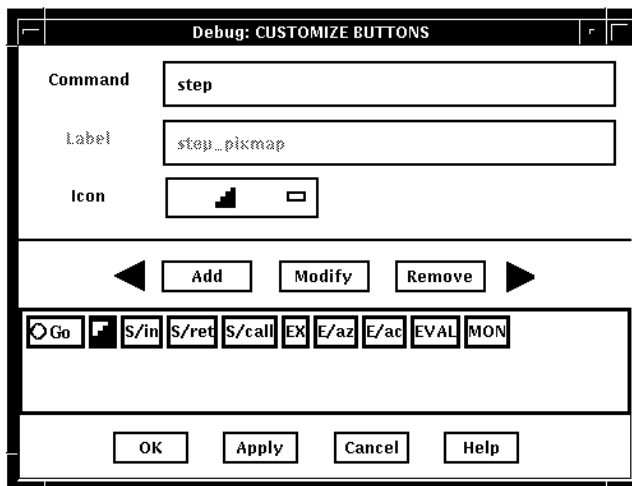 Debug: CUSTOMIZE BUTTONS
Command step
Label step_pixmap
Icon
Add Modify Remove
Go S/in S/ret S/call EX E/az E/ac EVAL MON
OK Apply Cancel Help